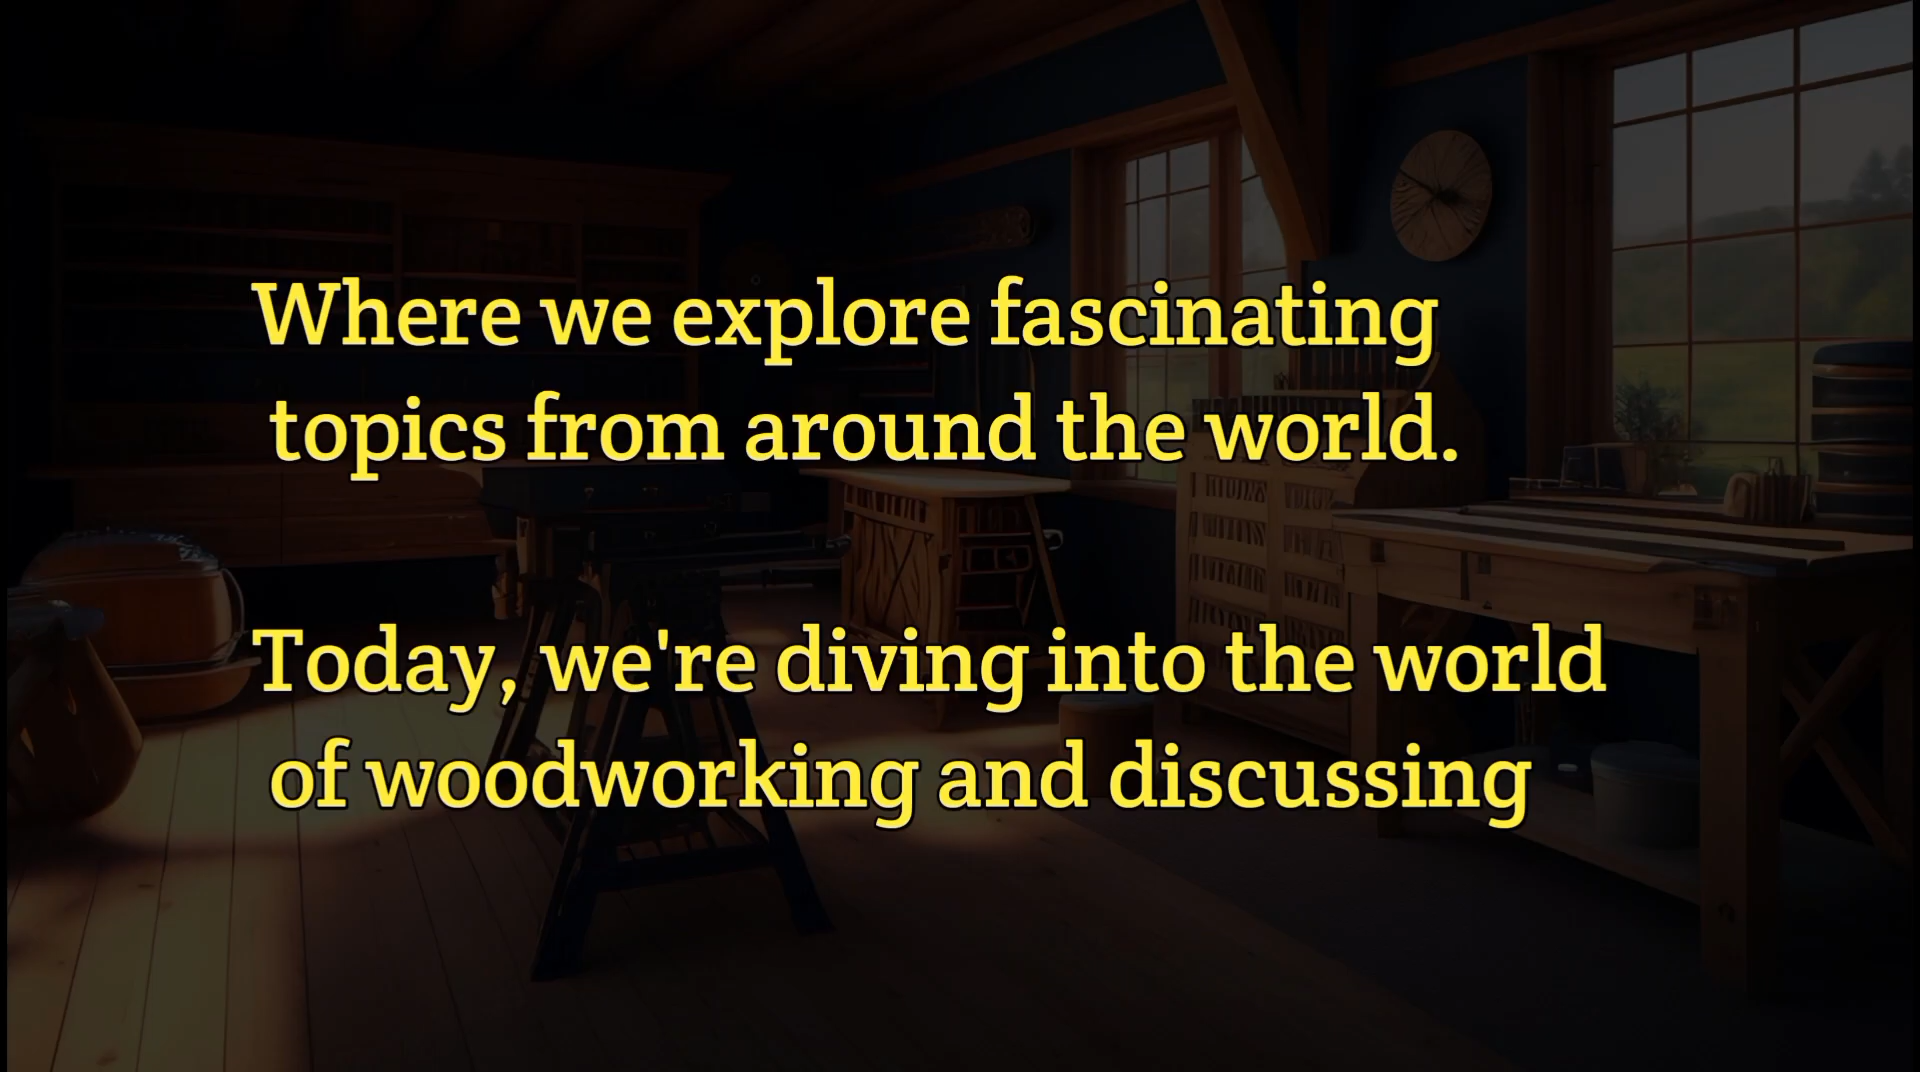 Where we explore fascinating
topics from around the world.
Today, we're diving into the world
of woodworking and discussing